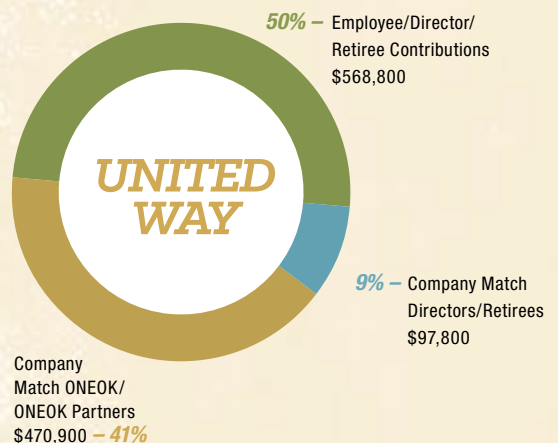 50% – Employee/Director/
Retiree Contributions
$568,800
UNITED
WAY
9% – Company Match
Directors/Retirees
$97,800
Company
Match ONEOK/
ONEOK Partners
$470,900 – 41%